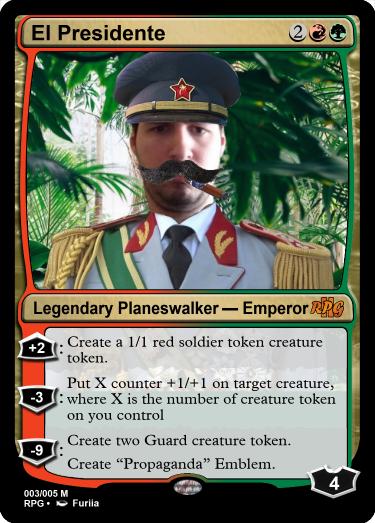 El Presidente 2
Legendary Planeswalker — Emperor RPG
+2: Create a 1/1 red soldier token creature
token.
-3: Put X counter +1/+1 on target creature,
where X is the number of creature token
on you control
-9: Create two Guard creature token.
Create “Propaganda” Emblem.
4
003/005 M
RPG • Furiia